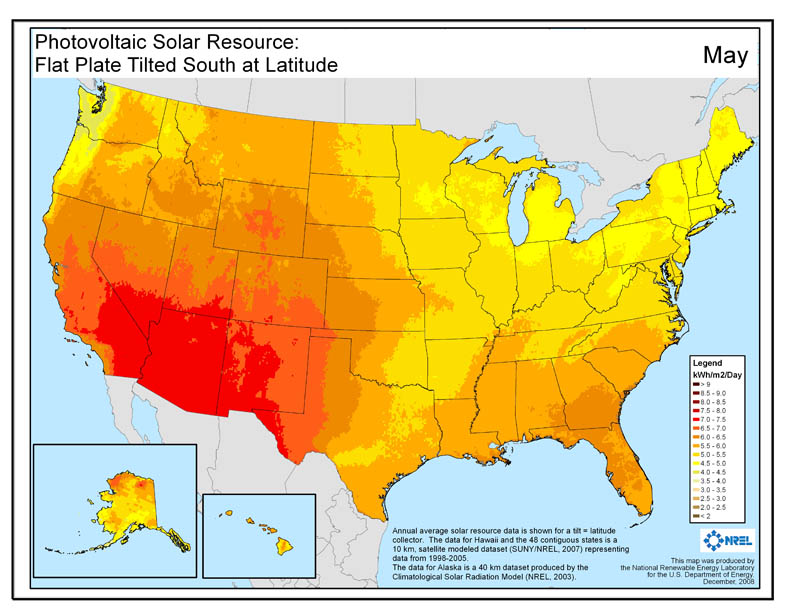 Photovoltaic Solar Resource:
Flat Plate Tilted South at Latitude
May
Legend
kWh/m2/Day
> 9
8.5 - 9.0
8.0 - 8.5
7.5 - 8.0
7.0 - 7.5
6.5 - 7.0
6.0 - 6.5
5.5 - 6.0
5.0 - 5.5
4.5 - 5.0
4.0 - 4.5
3.5 - 4.0
3.0 - 3.5
2.5 - 3.0
2.0 - 2.5
< 2
Annual average solar resource data is shown for a tilt = latitude
collector. The data for Hawaii and the 48 contiguous states is a
10 km, satellite modeled dataset (SUNY/NREL, 2007) representing
data from 1998-2005.
The data for Alaska is a 40 km dataset produced by the
Climatological Solar Radiation Model (NREL, 2003).
NREL
This map was produced by
the National Renewable Energy Laboratory
for the U.S. Department of Energy.
December, 2008